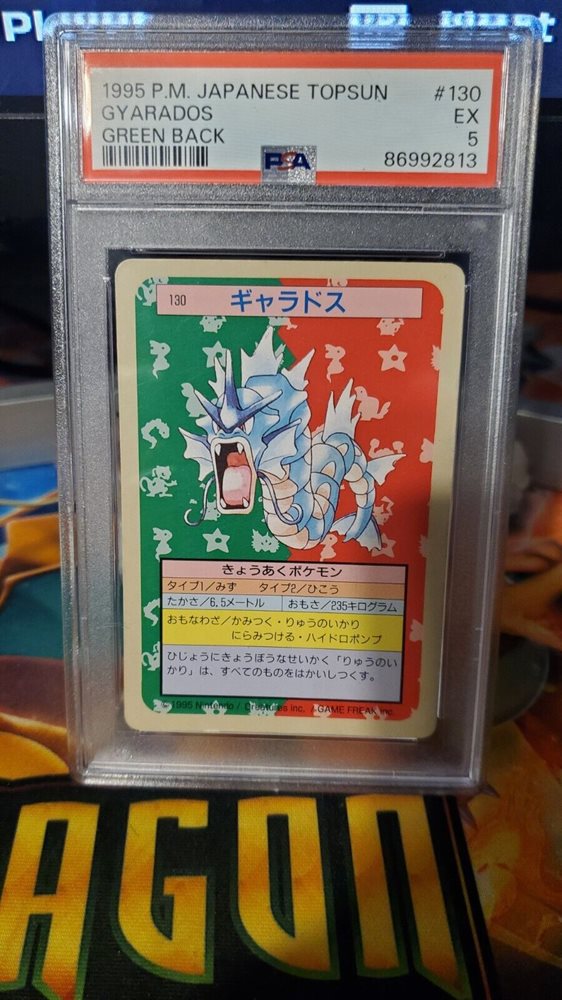 1995 P.M. JAPANESE TOPSUN #130
GYARADOS EX
GREEN BACK 5
PSA 86992813
130 ギャラドス
きょうあくポケモン
タイプ1/みず タイプ2/ひこう
たかさ/6.5メートル おもさ/235キログラム
おもなわざ/かみつく・りゅうのいかり
にらみつける・ハイドロポンプ
ひじょうにきょうぼうなせいかく「りゅうのい
かり」は、すべてのものをはかいしつくす。
©1995 Nintendo / Creatures inc. / GAME FREAK inc.
AGON